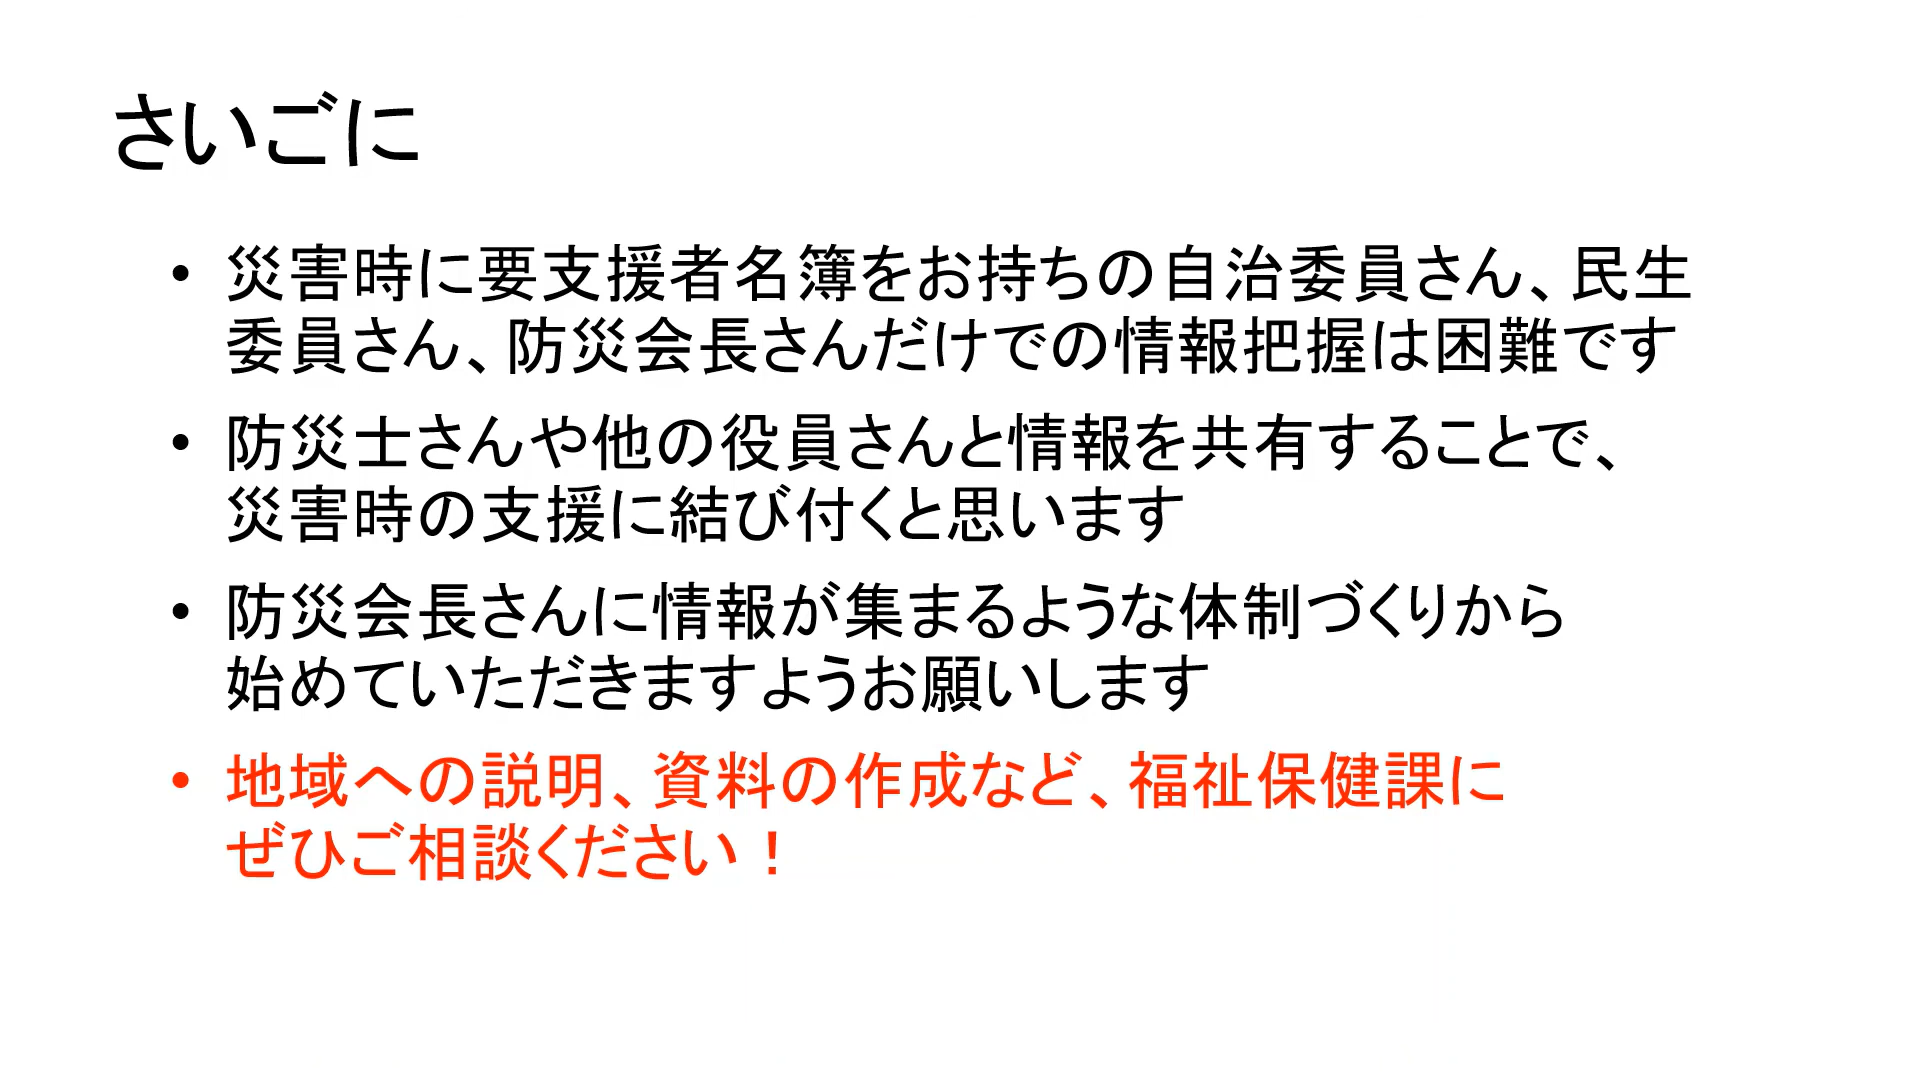 さいごに
• 災害時に要支援者名簿をお持ちの自治委員さん、民生
委員さん、防災会長さんだけでの情報把握は困難です
• 防災士さんや他の役員さんと情報を共有することで、
災害時の支援に結び付くと思います
• 防災会長さんに情報が集まるような体制づくりから
始めていただきますようお願いします
• 地域への説明、資料の作成など、福祉保健課に
ぜひご相談ください！